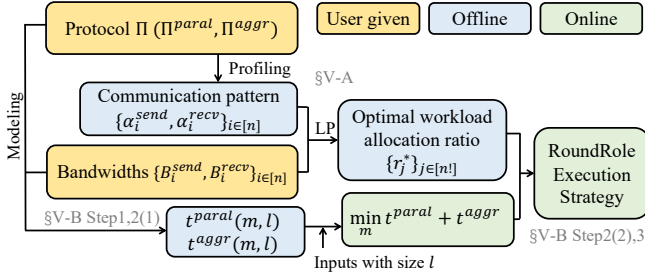 Protocol Π (Π^{paral}, Π^{aggr})
User given
Offline
Online
Profiling
§V-A
Modeling
Communication pattern
{α_i^{send}, α_i^{recv}}_{i∈[n]}
LP
Optimal workload
allocation ratio
{r_j^*}_{j∈[n!]}
RoundRole
Execution
Strategy
Bandwidths {B_i^{send}, B_i^{recv}}_{i∈[n]}
§V-B Step1,2(1)
t^{paral}(m, l)
t^{aggr}(m, l)
min_m t^{paral} + t^{aggr}
§V-B Step2(2),3
Inputs with size l